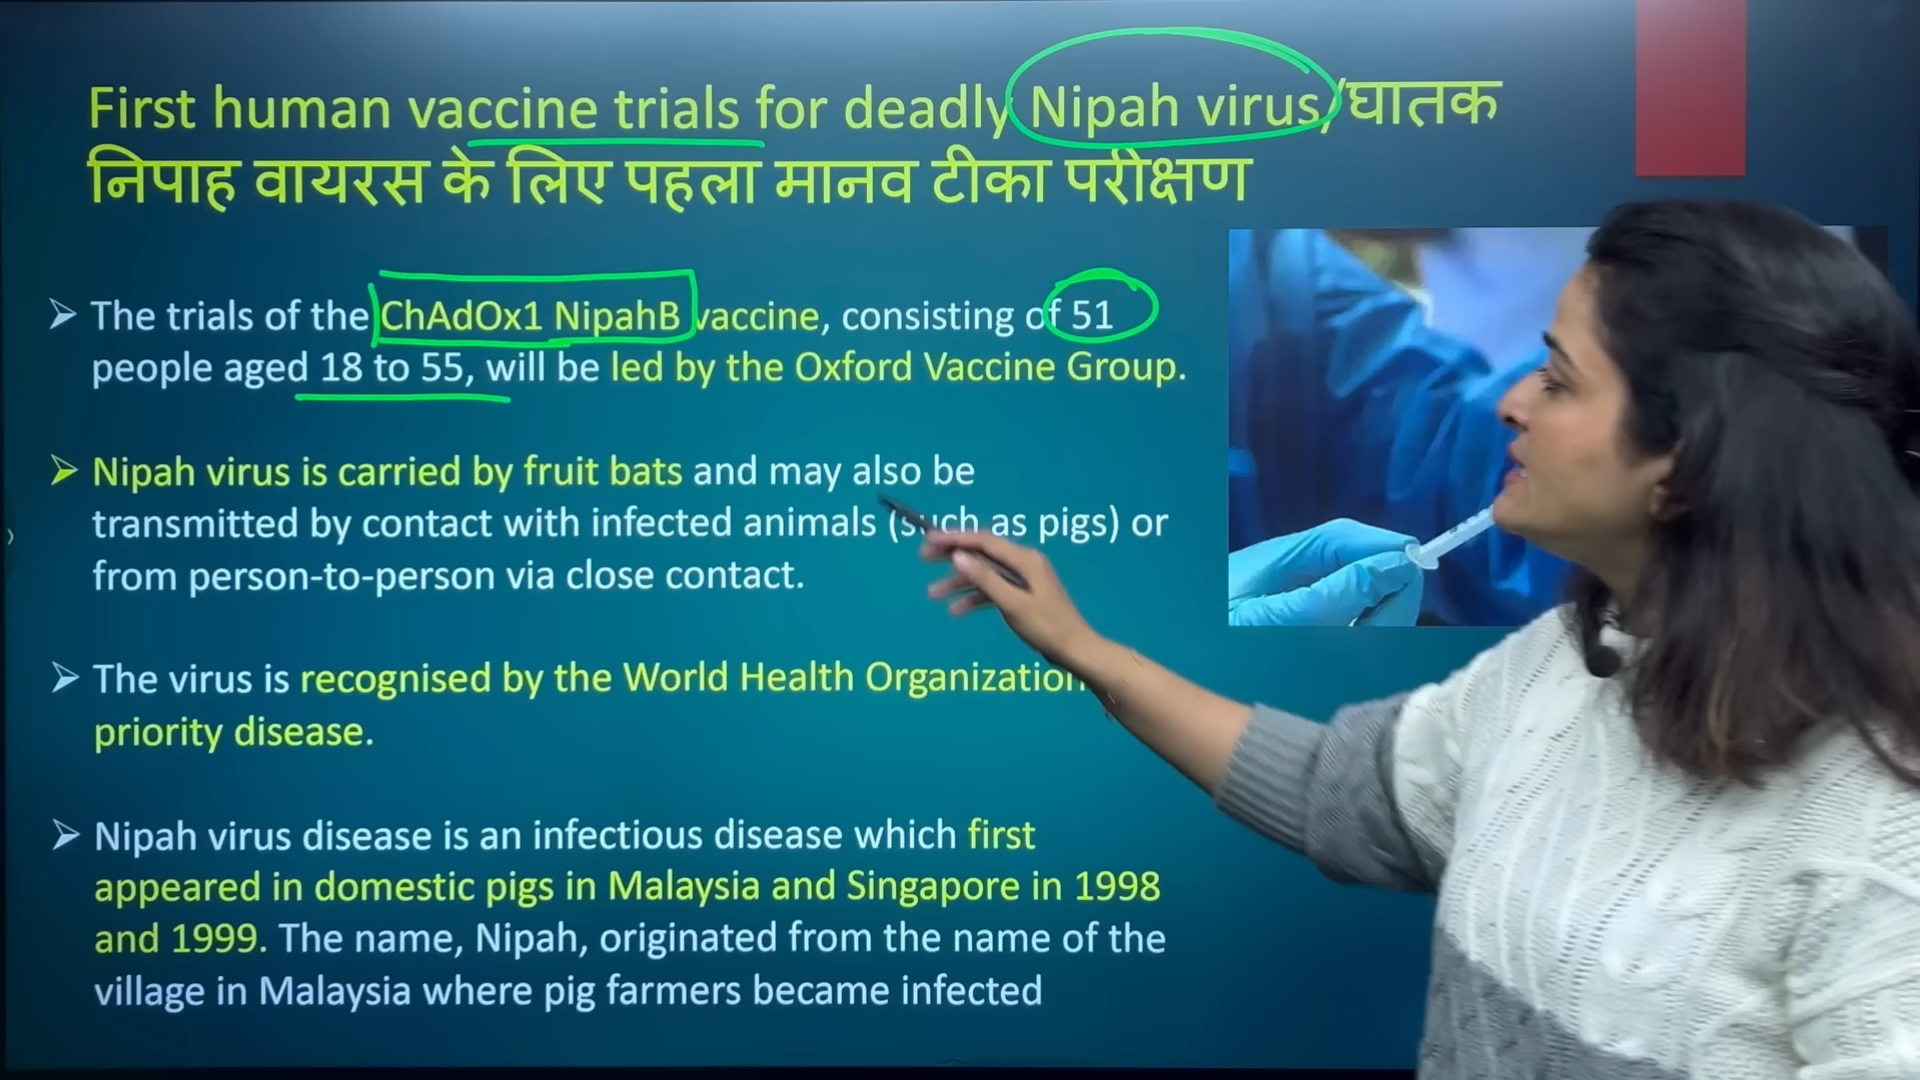 First human vaccine trials for deadly Nipah virus/घातक
निपाह वायरस के लिए पहला मानव टीका परीक्षण
The trials of the ChAdOx1 NipahB vaccine, consisting of 51
people aged 18 to 55, will be led by the Oxford Vaccine Group.
Nipah virus is carried by fruit bats and may also be
transmitted by contact with infected animals (such as pigs) or
from person-to-person via close contact.
The virus is recognised by the World Health Organization
priority disease.
Nipah virus disease is an infectious disease which first
appeared in domestic pigs in Malaysia and Singapore in 1998
and 1999. The name, Nipah, originated from the name of the
village in Malaysia where pig farmers became infected